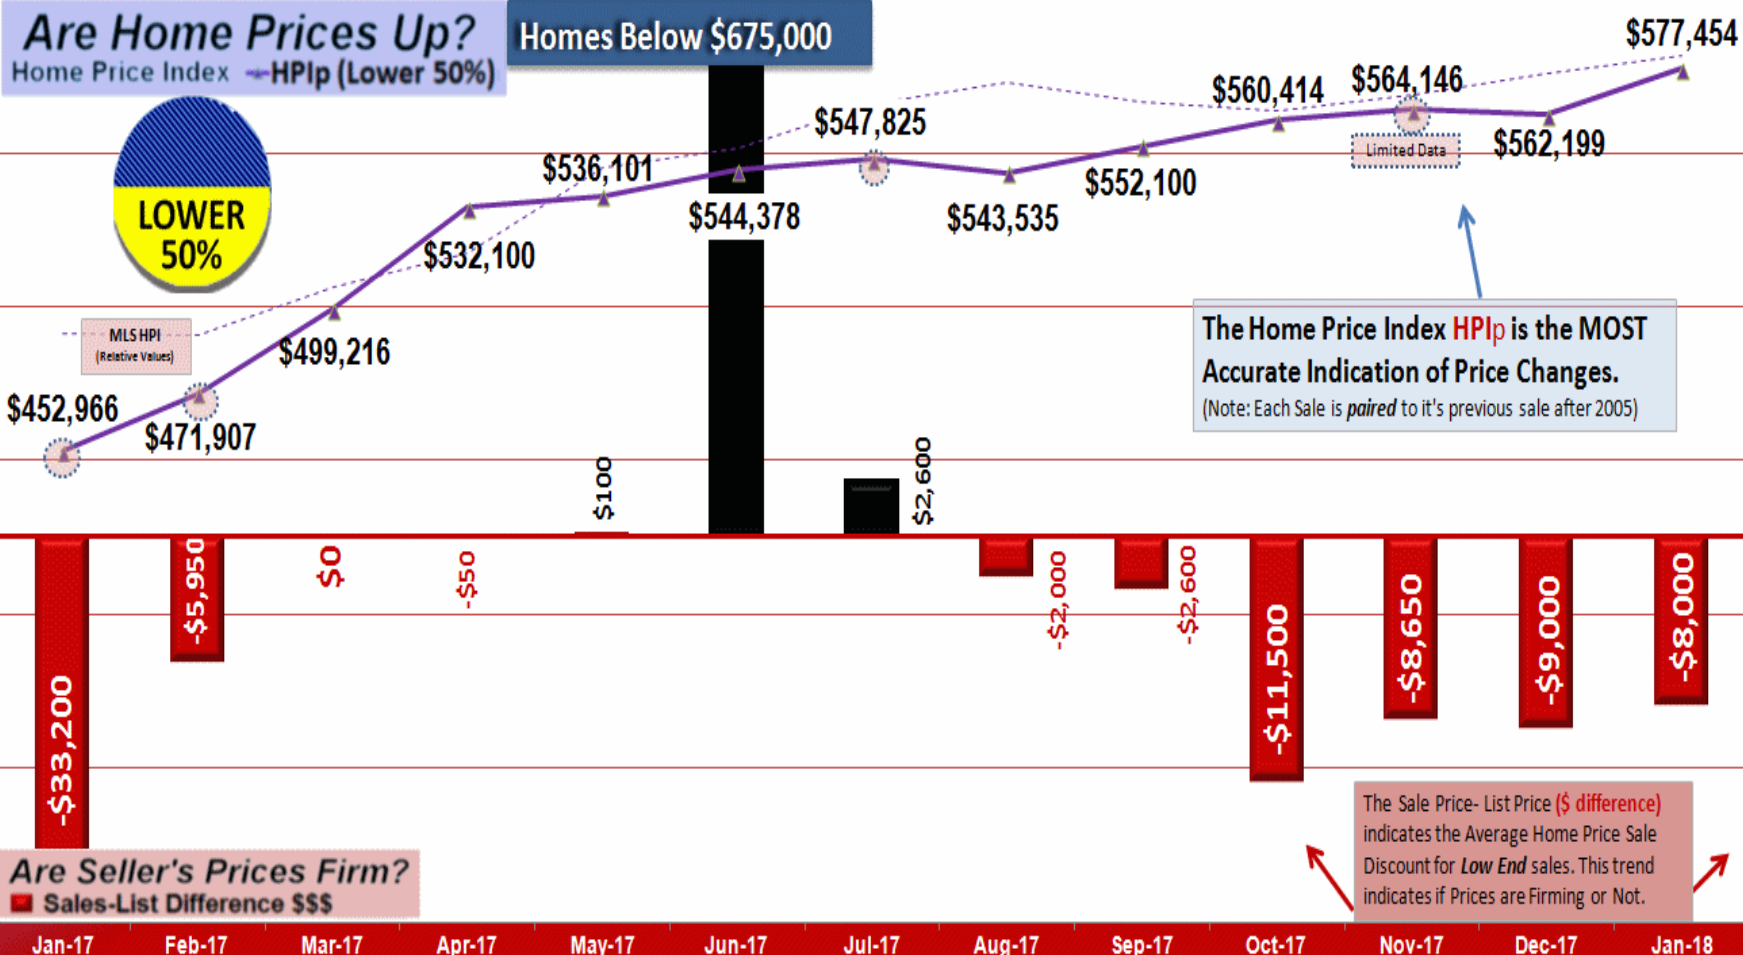 Are Home Prices Up?
Home Price Index HPIp (Lower 50%)
Homes Below $675,000
LOWER
50%
MLS HPI
(Relative Values)
$452,966
$471,907
$499,216
$532,100
$536,101
$544,378
$547,825
$543,535
$552,100
$560,414
$564,146
$562,199
$577,454
Limited Data
The Home Price Index HPIp is the MOST
Accurate Indication of Price Changes.
(Note: Each Sale is paired to it's previous sale after 2005)
-$33,200
-$5,950
$0
-$50
$100
$2,600
-$2,000
-$2,600
-$11,500
-$8,650
-$9,000
-$8,000
The Sale Price- List Price ($ difference)
indicates the Average Home Price Sale
Discount for Low End sales. This trend
indicates if Prices are Firming or Not.
Are Seller's Prices Firm?
Sales-List Difference $$$
Jan-17 Feb-17 Mar-17 Apr-17 May-17 Jun-17 Jul-17 Aug-17 Sep-17 Oct-17 Nov-17 Dec-17 Jan-18